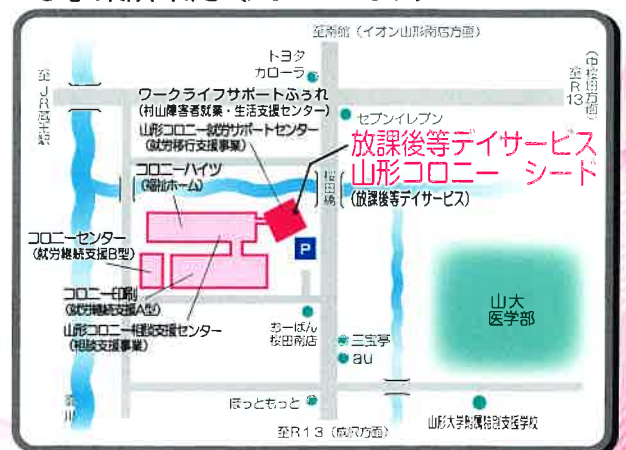 至南館（イオン山形南店方面）
トヨタ
カローラ
至JR蔵王駅
（中桜田方面）
至R13
ワークライフサポートふぅれ
（村山障害者就業・生活支援センター）
セブンイレブン
山形コロニー就労サポートセンター
（就労移行支援事業）
放課後等デイサービス
山形コロニー シード
（放課後等デイサービス）
コロニーハイツ
（福祉ホーム）
桜田橋
コロニーセンター
（就労継続支援B型）
P
コロニー印刷
（就労継続支援A型）
山形コロニー相談支援センター
（相談支援事業）
山大
医学部
おーばん
桜田南店
三宝亭
au
ほっともっと
山形大学附属特別支援学校
至R13（成沢方面）